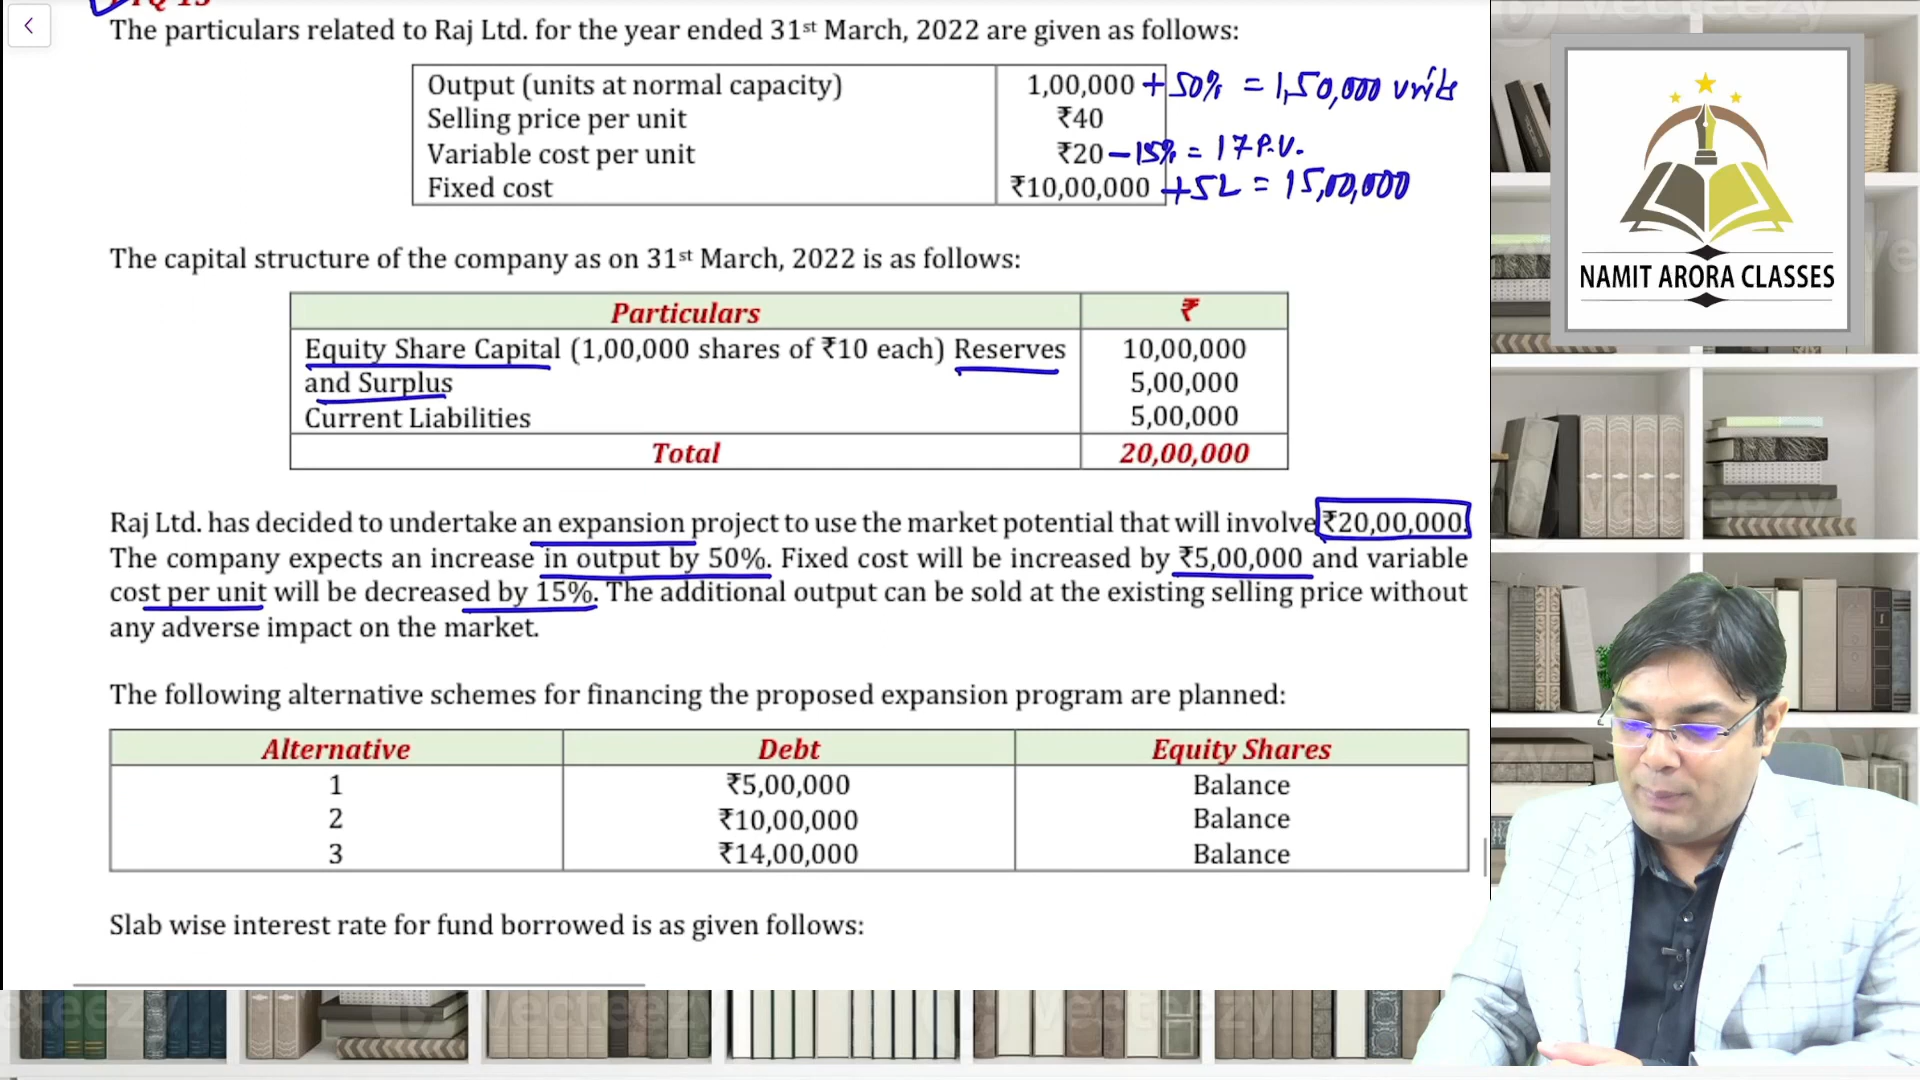 The particulars related to Raj Ltd. for the year ended 31st March, 2022 are given as follows:
Output (units at normal capacity) 1,00,000 +50% = 1,50,000 units
Selling price per unit ₹40
Variable cost per unit ₹20 -15% = 17 P.U.
Fixed cost ₹10,00,000 +5L = 15,00,000
The capital structure of the company as on 31st March, 2022 is as follows:
Particulars ₹
Equity Share Capital (1,00,000 shares of ₹10 each) Reserves 10,00,000
and Surplus 5,00,000
Current Liabilities 5,00,000
Total 20,00,000
Raj Ltd. has decided to undertake an expansion project to use the market potential that will involve ₹20,00,000.
The company expects an increase in output by 50%. Fixed cost will be increased by ₹5,00,000 and variable
cost per unit will be decreased by 15%. The additional output can be sold at the existing selling price without
any adverse impact on the market.
The following alternative schemes for financing the proposed expansion program are planned:
Alternative Debt Equity Shares
1 ₹5,00,000 Balance
2 ₹10,00,000 Balance
3 ₹14,00,000 Balance
Slab wise interest rate for fund borrowed is as given follows:
NAMIT ARORA CLASSES
vecteezy